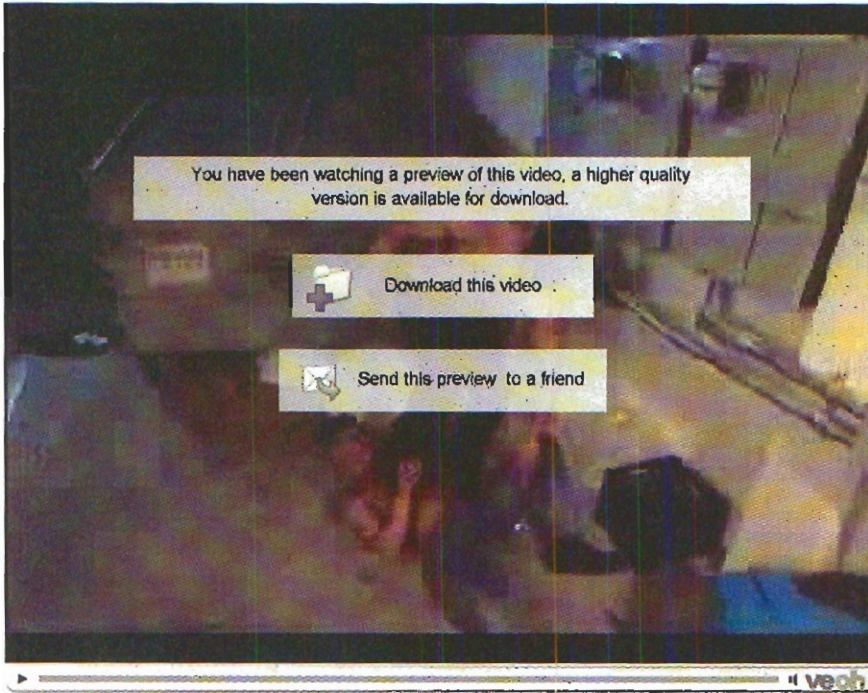 You have been watching a preview of this video, a higher quality
version is available for download.
Download this video
Send this preview to a friend
veoh